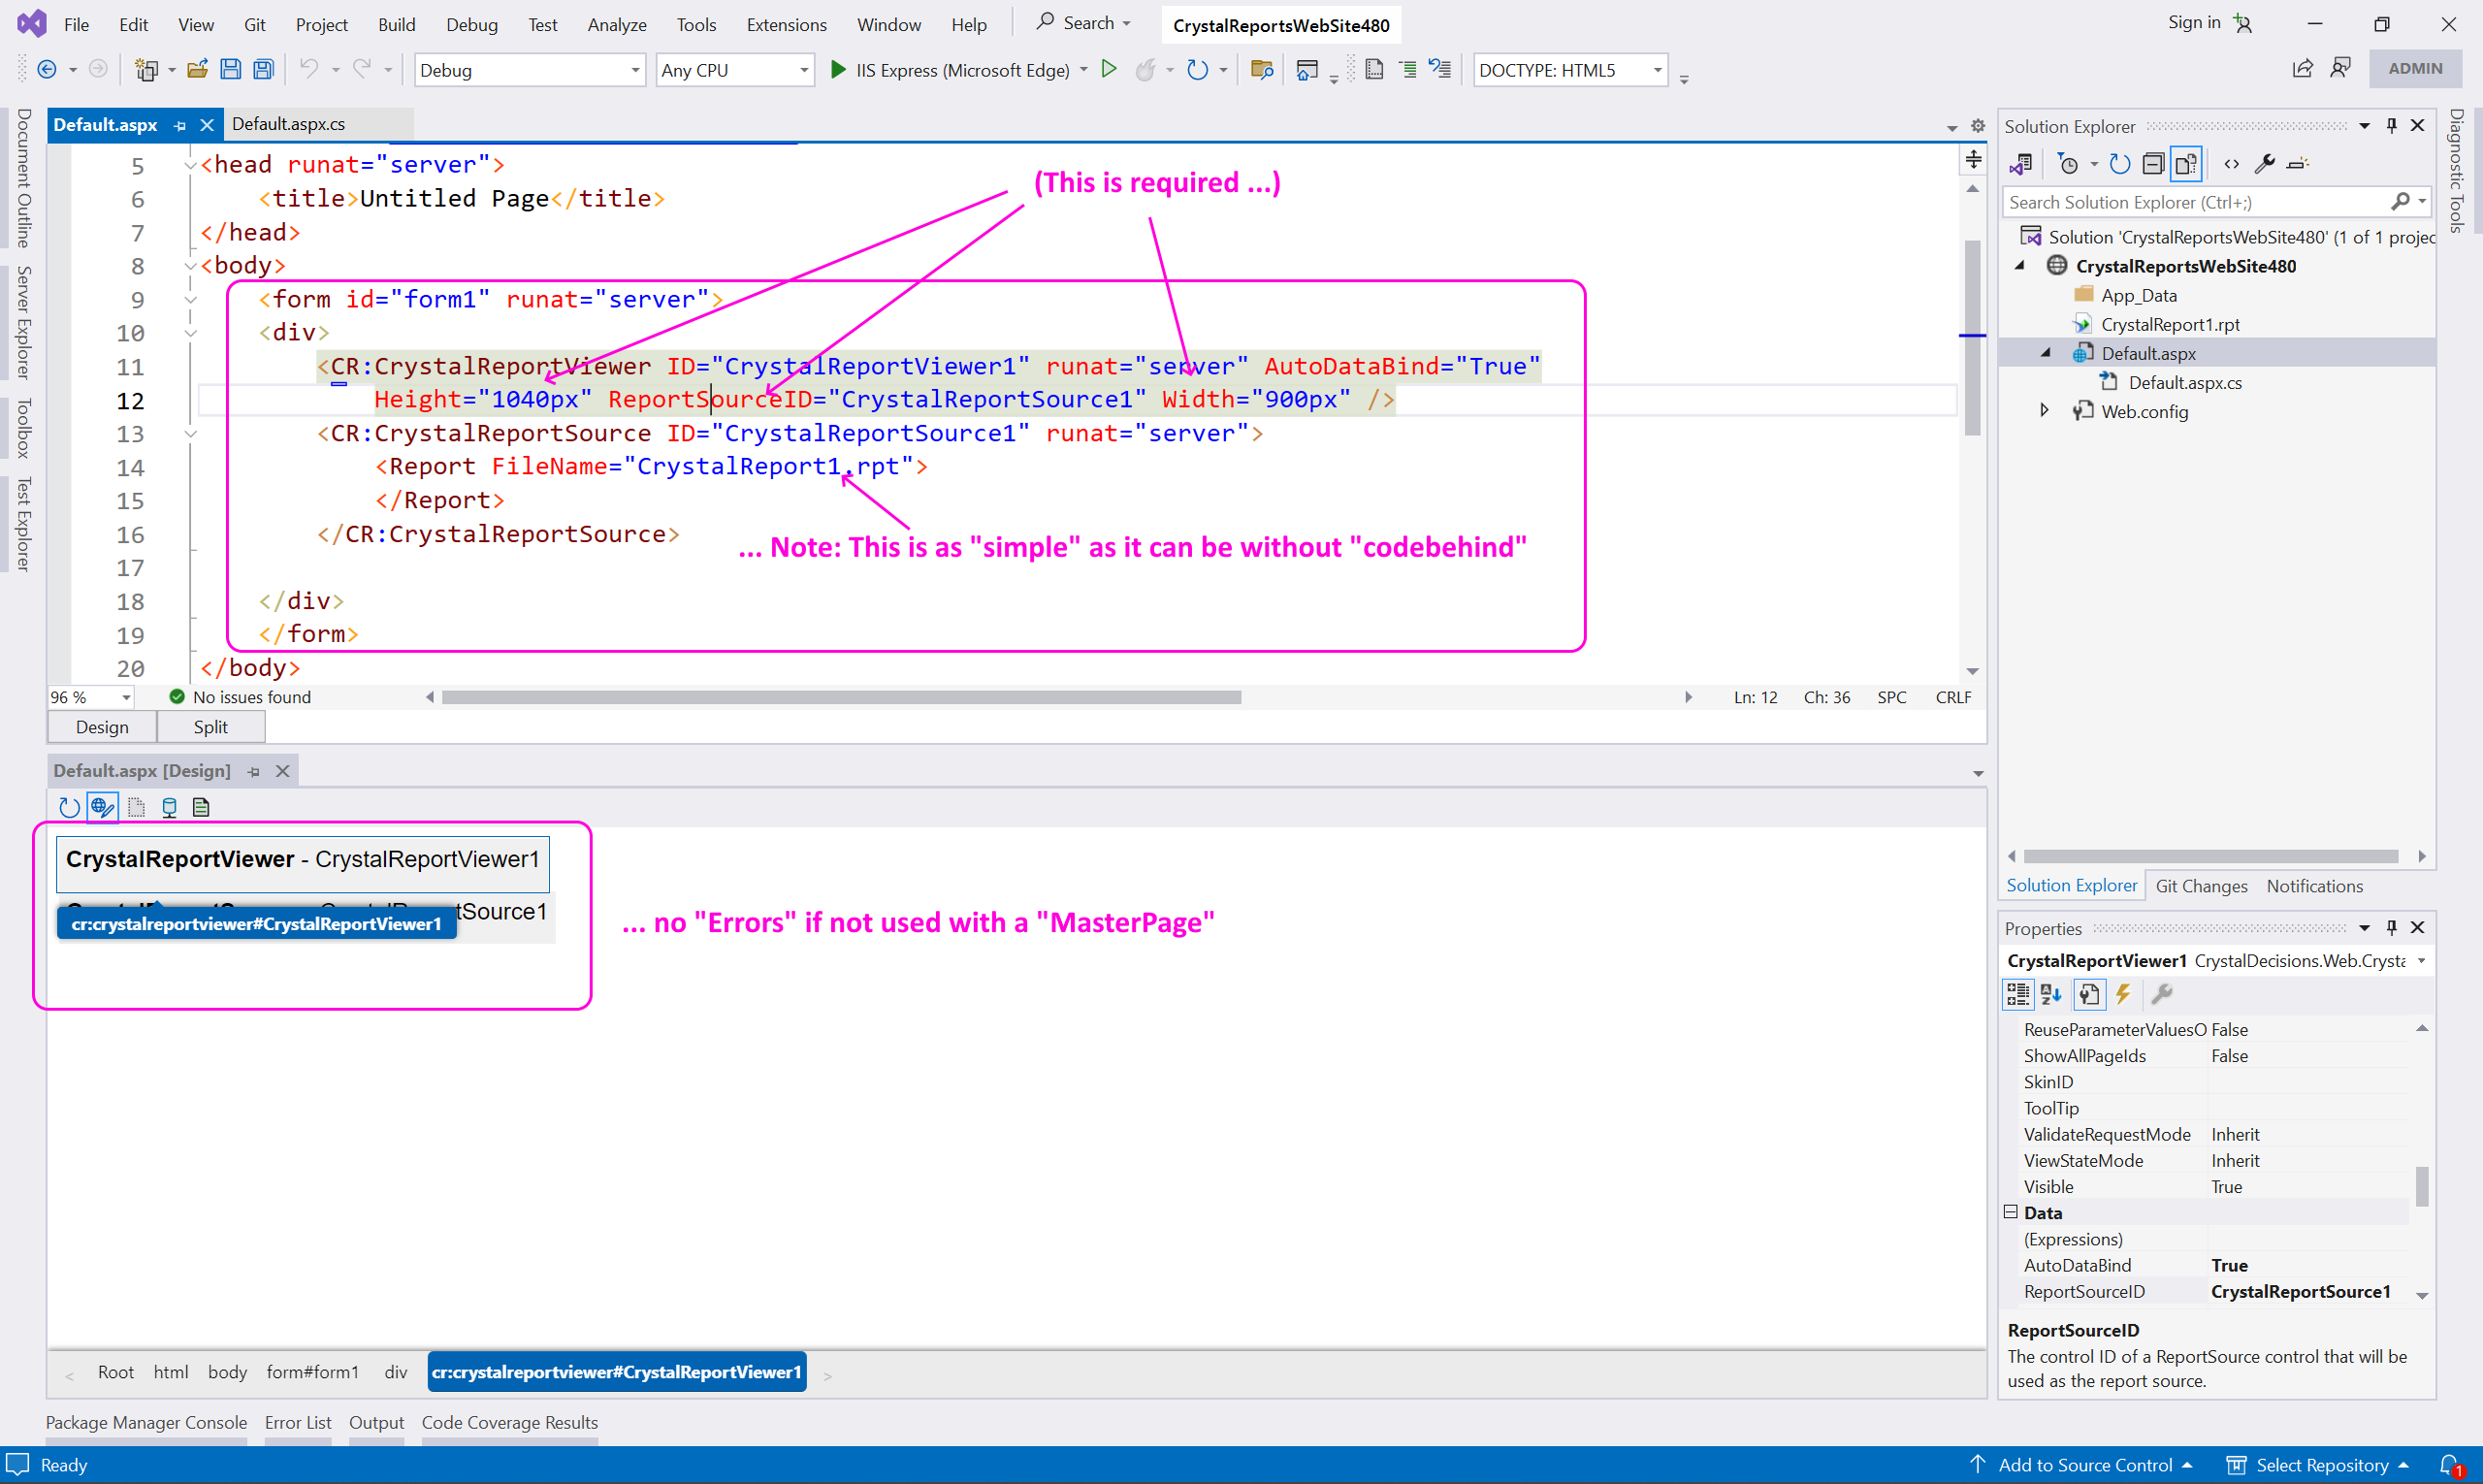 File Edit View Git Project Build Debug Test Analyze Tools Extensions Window Help Search CrystalReportsWebSite480 Sign in
Debug Any CPU IIS Express (Microsoft Edge) DOCTYPE: HTML5 ADMIN
Document Outline
Server Explorer
Toolbox
Test Explorer
Default.aspx Default.aspx.cs
5 <head runat="server">
6 <title>Untitled Page</title>
7 </head>
8 <body>
9 <form id="form1" runat="server">
10 <div>
11 <CR:CrystalReportViewer ID="CrystalReportViewer1" runat="server" AutoDataBind="True"
12 Height="1040px" ReportSourceID="CrystalReportSource1" Width="900px" />
13 <CR:CrystalReportSource ID="CrystalReportSource1" runat="server">
14 <Report FileName="CrystalReport1.rpt">
15 </Report>
16 </CR:CrystalReportSource>
17
18 </div>
19 </form>
20 </body>
(This is required ...)
... Note: This is as "simple" as it can be without "codebehind"
96 % No issues found Ln: 12 Ch: 36 SPC CRLF
Design Split
Default.aspx [Design]
CrystalReportViewer - CrystalReportViewer1
tSource1
cr:crystalreportviewer#CrystalReportViewer1
... no "Errors" if not used with a "MasterPage"
< Root html body form#form1 div cr:crystalreportviewer#CrystalReportViewer1 >
Package Manager Console Error List Output Code Coverage Results
Solution Explorer
Search Solution Explorer (Ctrl+;)
Solution 'CrystalReportsWebSite480' (1 of 1 projec
CrystalReportsWebSite480
App_Data
CrystalReport1.rpt
Default.aspx
Default.aspx.cs
Web.config
Solution Explorer Git Changes Notifications
Diagnostic Tools
Properties
CrystalReportViewer1 CrystalDecisions.Web.Crysta
ReuseParameterValuesO False
ShowAllPageIds False
SkinID
ToolTip
ValidateRequestMode Inherit
ViewStateMode Inherit
Visible True
Data
(Expressions)
AutoDataBind True
ReportSourceID CrystalReportSource1
ReportSourceID
The control ID of a ReportSource control that will be
used as the report source.
Ready Add to Source Control Select Repository 1